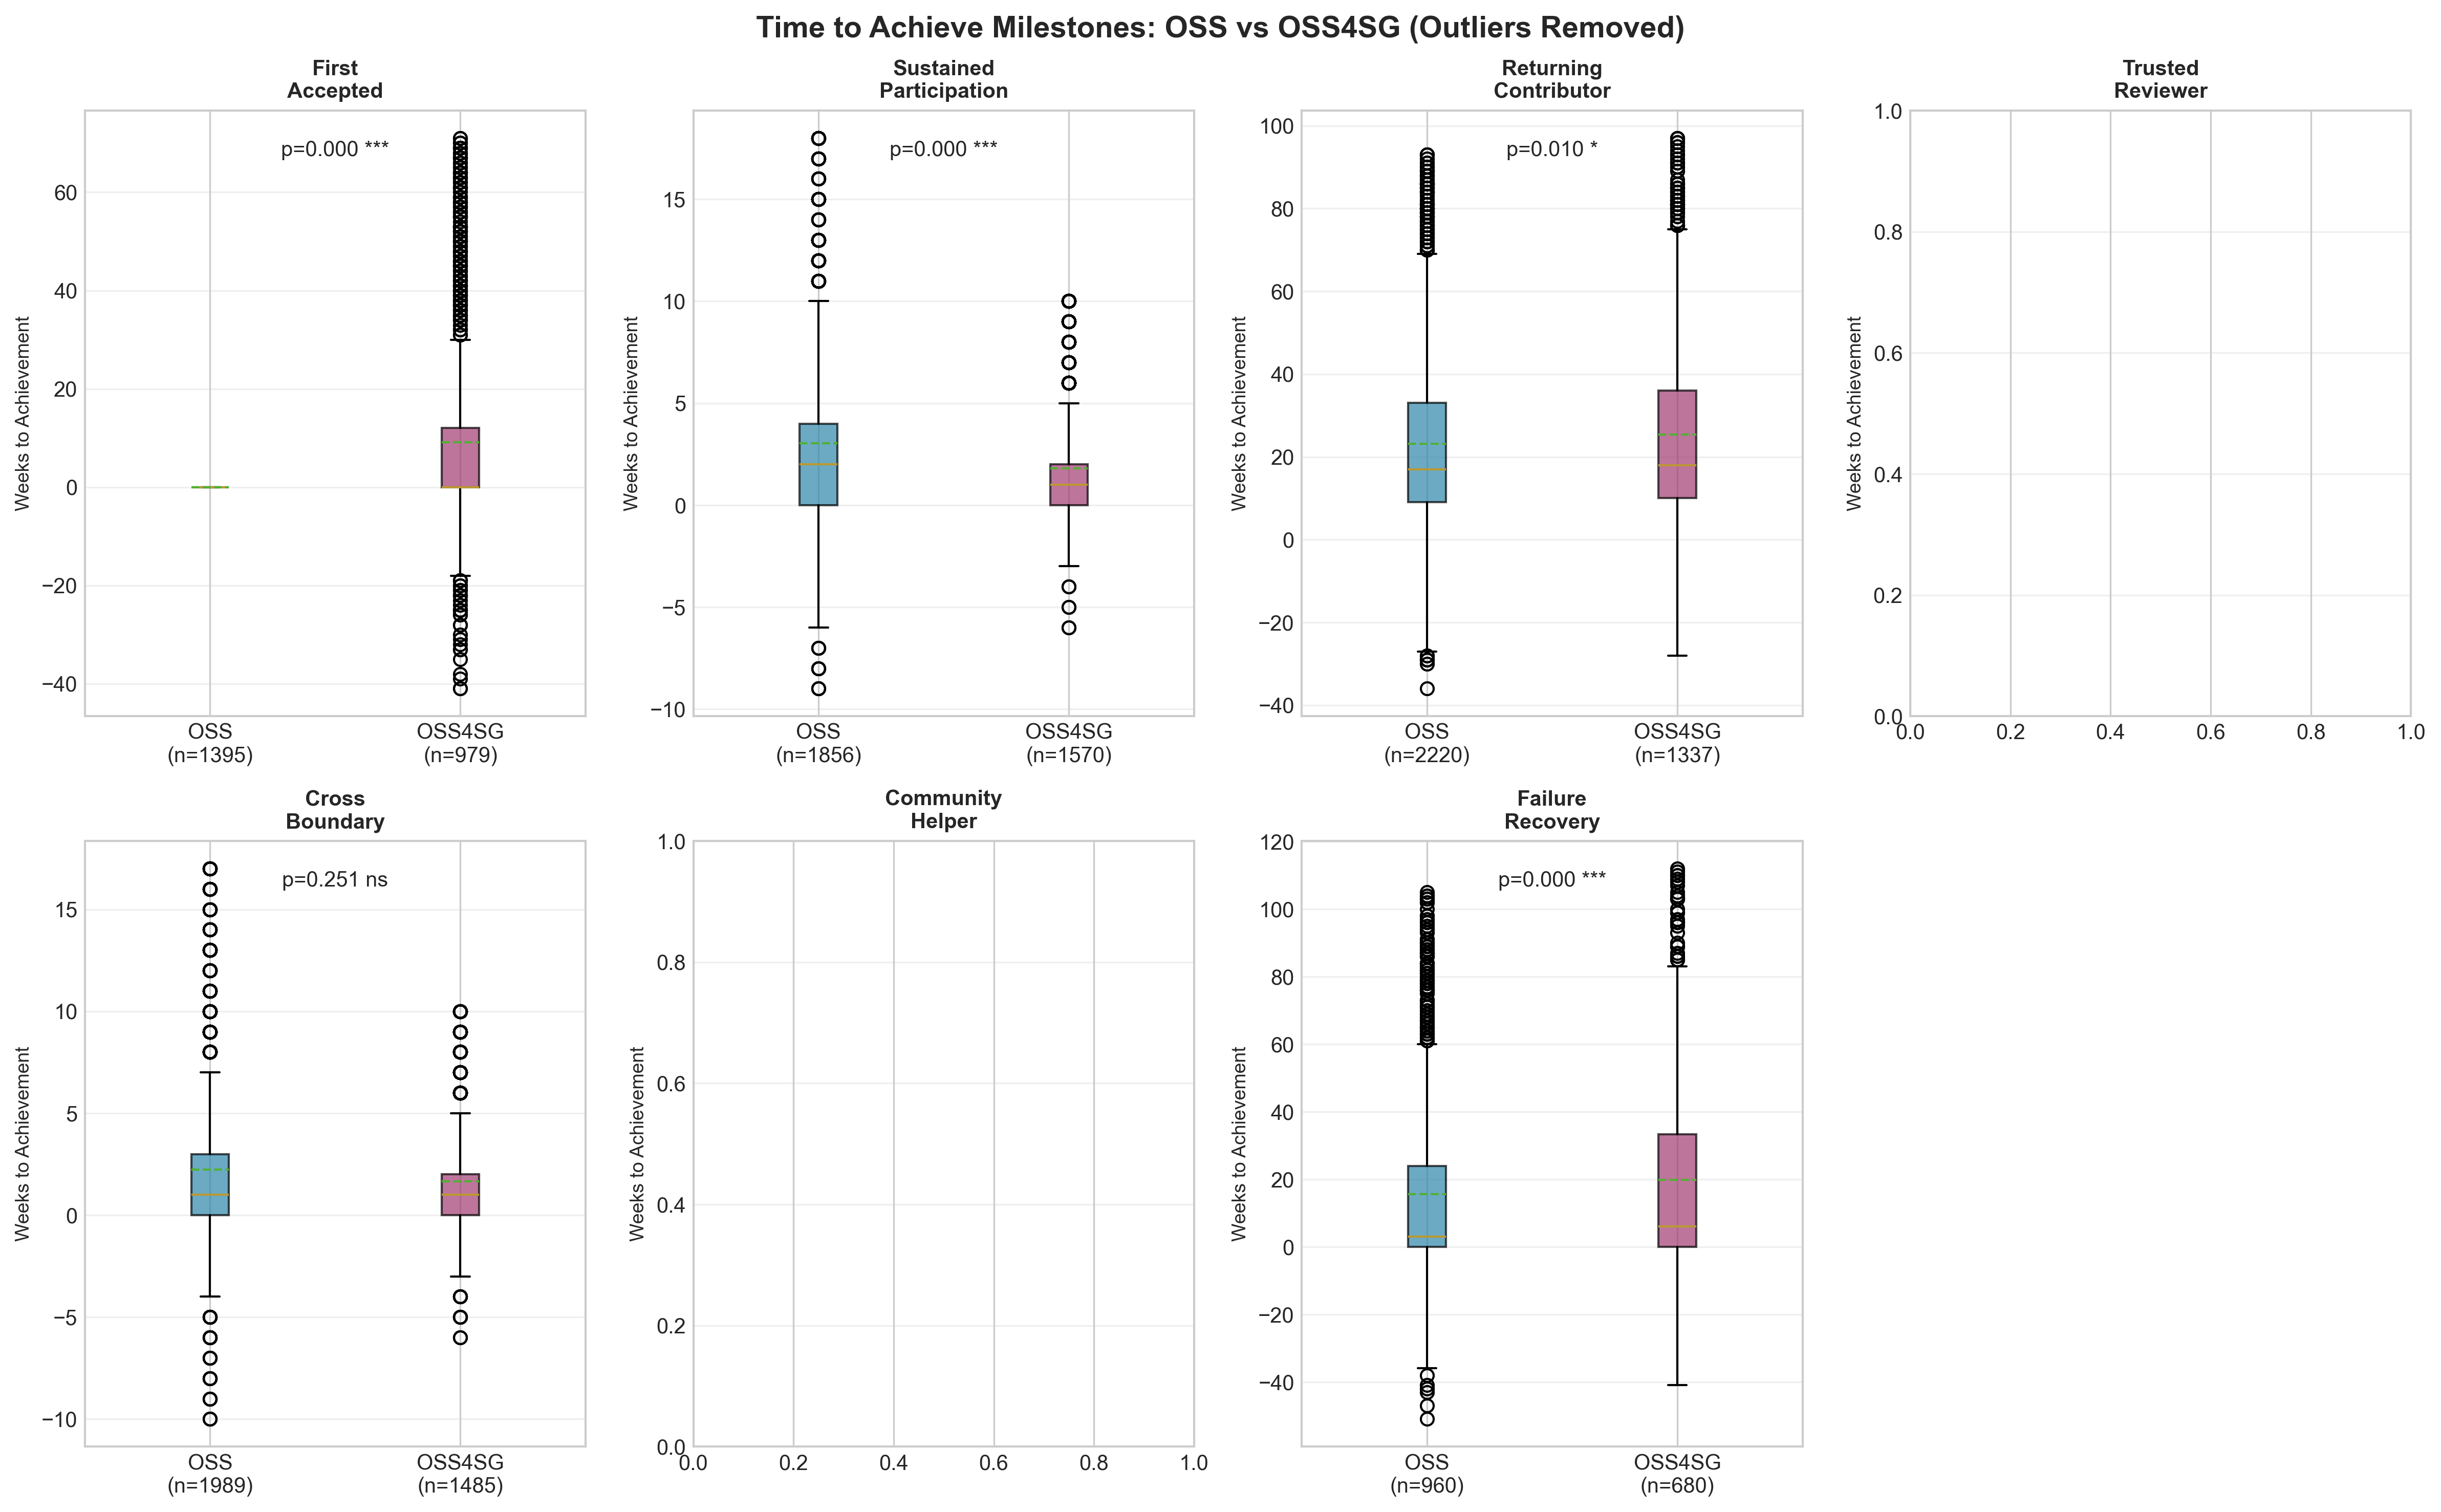 Time to Achieve Milestones: OSS vs OSS4SG (Outliers Removed)
First
Accepted
p=0.000 ***
Weeks to Achievement
60
40
20
0
−20
−40
OSS
(n=1395)
OSS4SG
(n=979)
Sustained
Participation
p=0.000 ***
Weeks to Achievement
15
10
5
0
−5
−10
OSS
(n=1856)
OSS4SG
(n=1570)
Returning
Contributor
p=0.010 *
Weeks to Achievement
100
80
60
40
20
0
−20
−40
OSS
(n=2220)
OSS4SG
(n=1337)
Trusted
Reviewer
Weeks to Achievement
1.0
0.8
0.6
0.4
0.2
0.0
0.0 0.2 0.4 0.6 0.8 1.0
Cross
Boundary
p=0.251 ns
Weeks to Achievement
15
10
5
0
−5
−10
OSS
(n=1989)
OSS4SG
(n=1485)
Community
Helper
Weeks to Achievement
1.0
0.8
0.6
0.4
0.2
0.0
0.0 0.2 0.4 0.6 0.8 1.0
Failure
Recovery
p=0.000 ***
Weeks to Achievement
120
100
80
60
40
20
0
−20
−40
OSS
(n=960)
OSS4SG
(n=680)